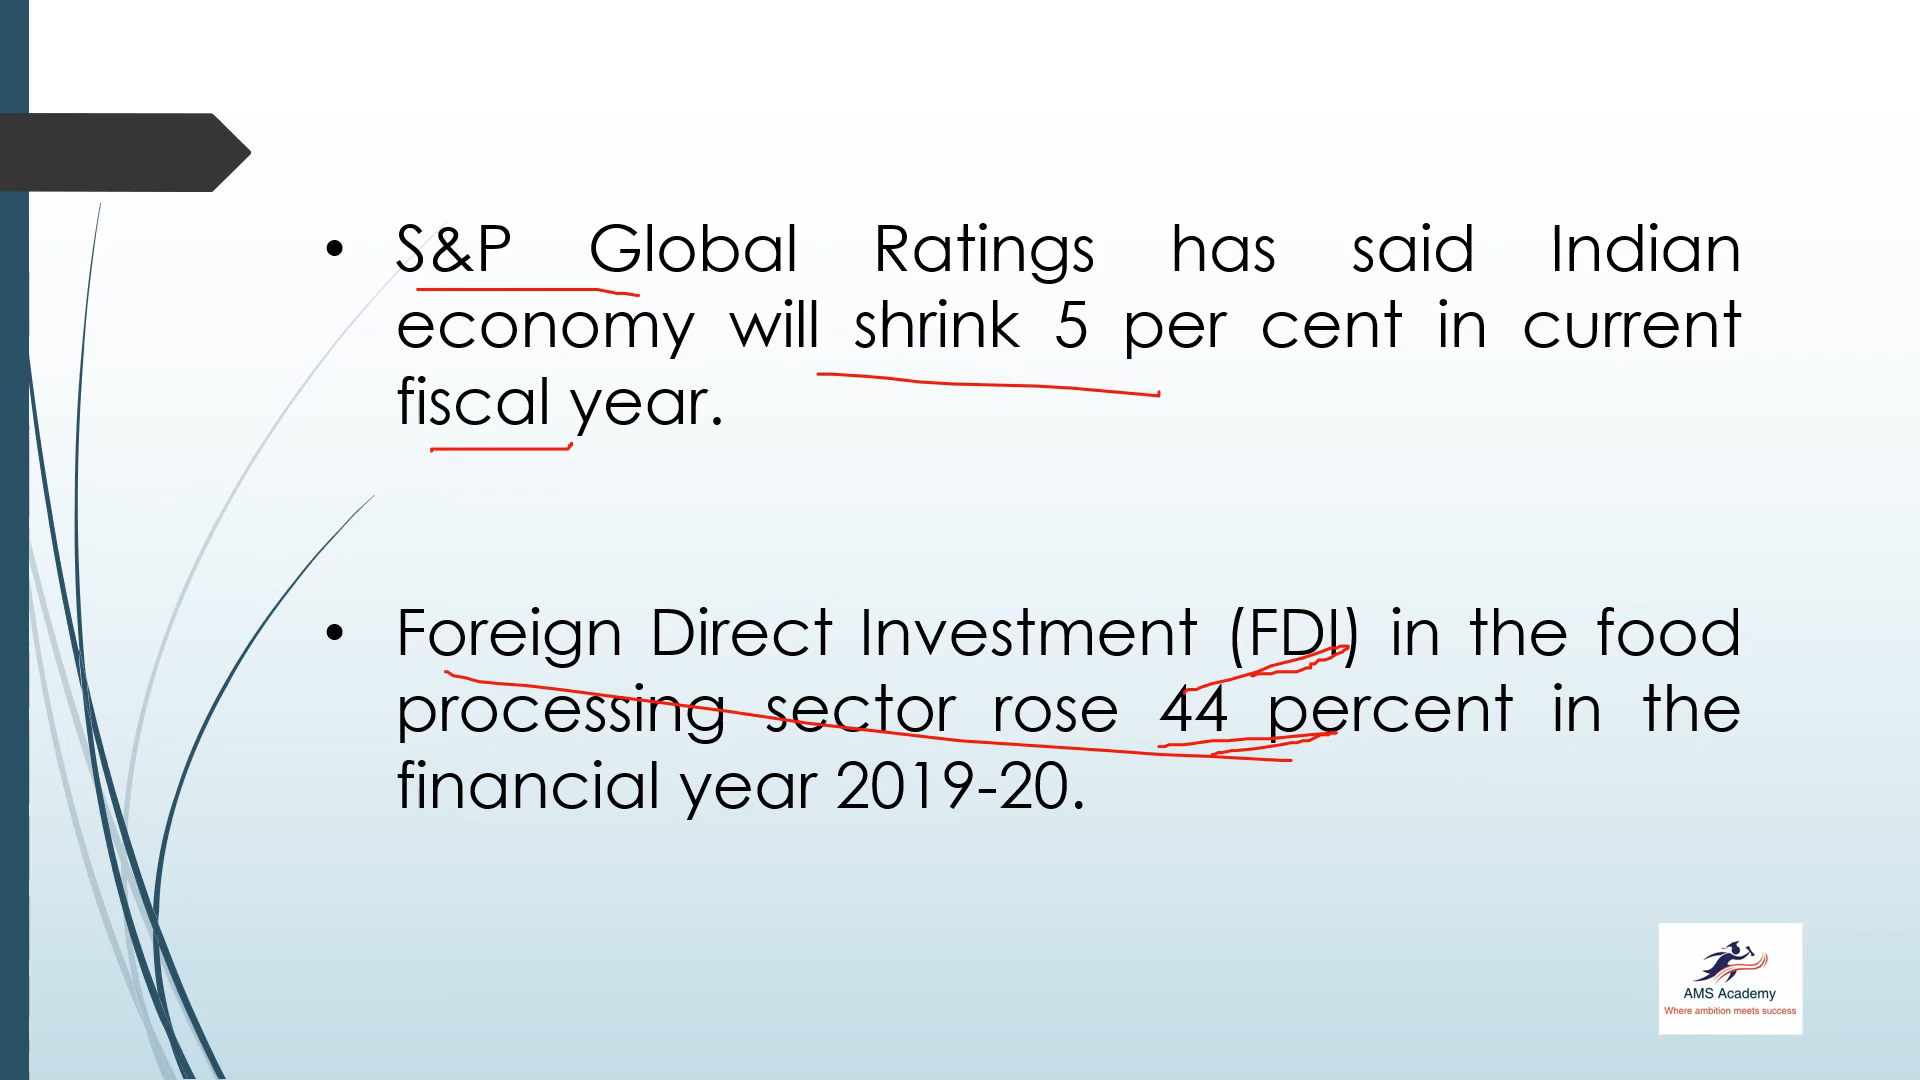 • S&P Global Ratings has said Indian
economy will shrink 5 per cent in current
fiscal year.
• Foreign Direct Investment (FDI) in the food
processing sector rose 44 percent in the
financial year 2019-20.
AMS Academy
Where ambition meets success